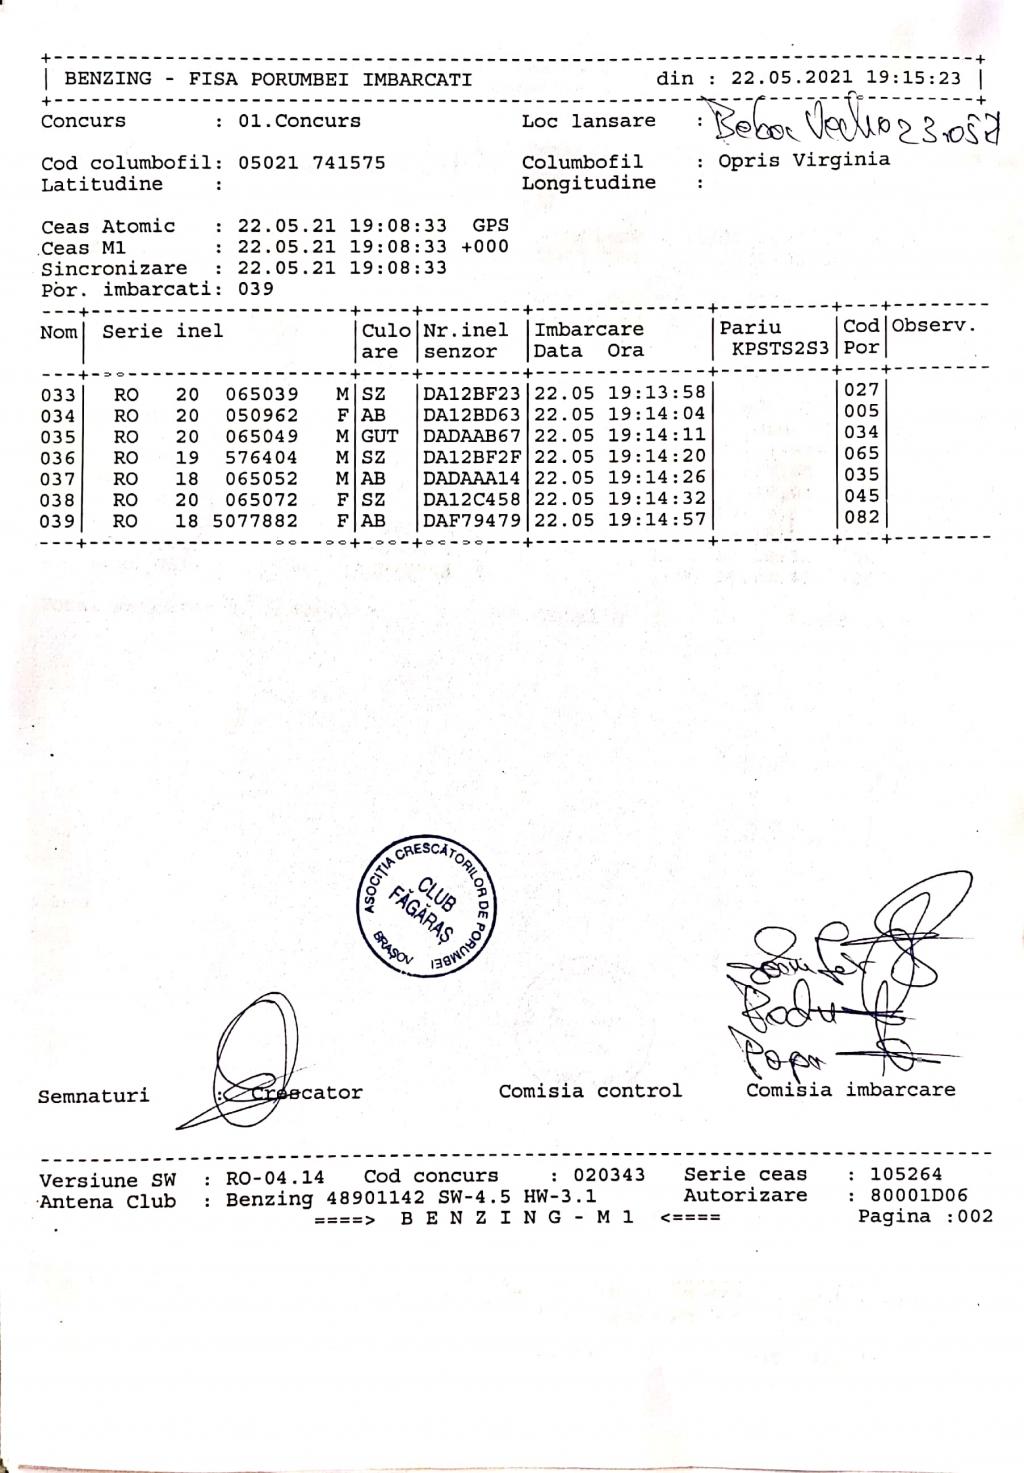 BENZING - FISA PORUMBEI IMBARCATI din : 22.05.2021 19:15:23
Concurs : 01.Concurs Loc lansare :
Cod columbofil: 05021 741575 Columbofil : Opris Virginia
Latitudine : Longitudine :
Ceas Atomic : 22.05.21 19:08:33 GPS
Ceas M1 : 22.05.21 19:08:33 +000
Sincronizare : 22.05.21 19:08:33
Por. imbarcati: 039
Nom| Serie inel |Culo|Nr.inel |Imbarcare |Pariu |Cod|Observ.
|are |senzor |Data Ora | KPSTS2S3|Por|
033| RO 20 065039 M|SZ |DA12BF23|22.05 19:13:58| |027|
034| RO 20 050962 F|AB |DA12BD63|22.05 19:14:04| |005|
035| RO 20 065049 M|GUT |DADAAB67|22.05 19:14:11| |034|
036| RO 19 576404 M|SZ |DA12BF2F|22.05 19:14:20| |065|
037| RO 18 065052 M|AB |DADAAA14|22.05 19:14:26| |035|
038| RO 20 065072 F|SZ |DA12C458|22.05 19:14:32| |045|
039| RO 18 5077882 F|AB |DAF79479|22.05 19:14:57| |082|
ASOCIȚIA CRESCĂTORILOR DE PORUMBEI
CLUB
FĂGĂRAȘ
BRAȘOV
Radu
Popa
Semnaturi : Crescator Comisia control Comisia imbarcare
Versiune SW : RO-04.14 Cod concurs : 020343 Serie ceas : 105264
Antena Club : Benzing 48901142 SW-4.5 HW-3.1 Autorizare : 80001D06
====> B E N Z I N G - M 1 <==== Pagina :002